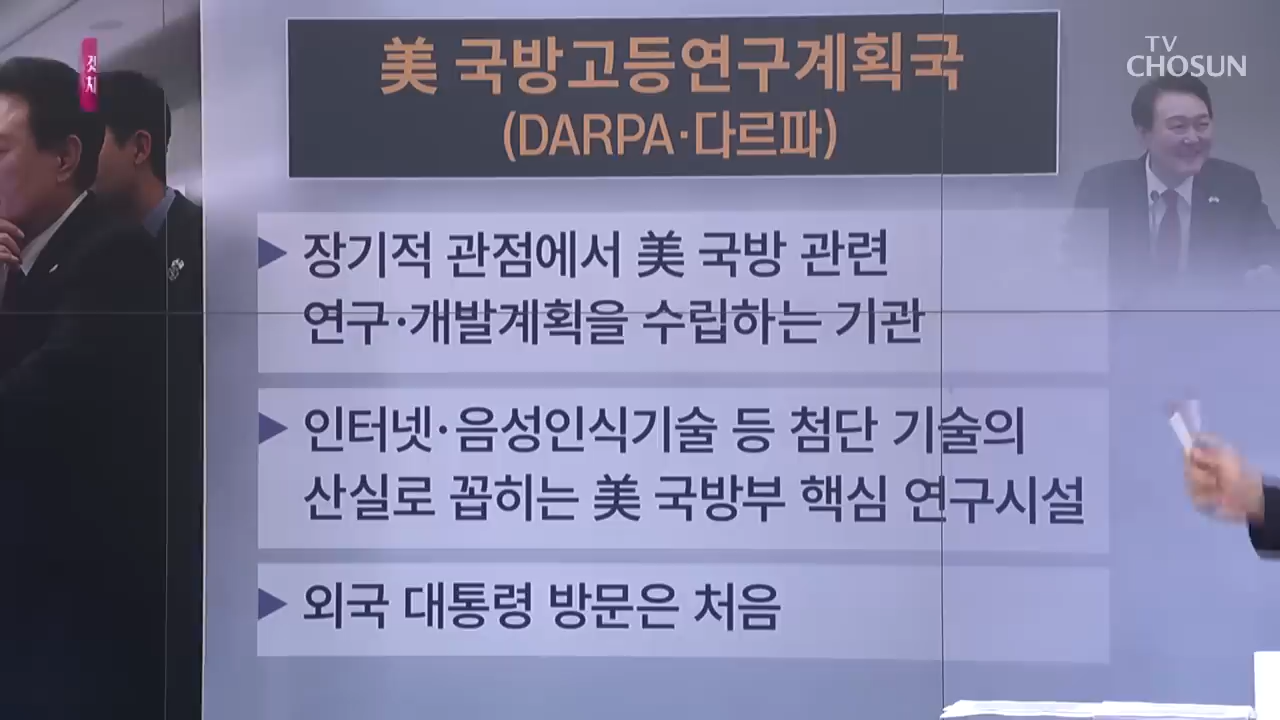 美 국방고등연구계획국
(DARPA·다르파)
TV
CHOSUN
장기적 관점에서 美 국방 관련
연구·개발계획을 수립하는 기관
인터넷·음성인식기술 등 첨단 기술의
산실로 꼽히는 美 국방부 핵심 연구시설
외국 대통령 방문은 처음